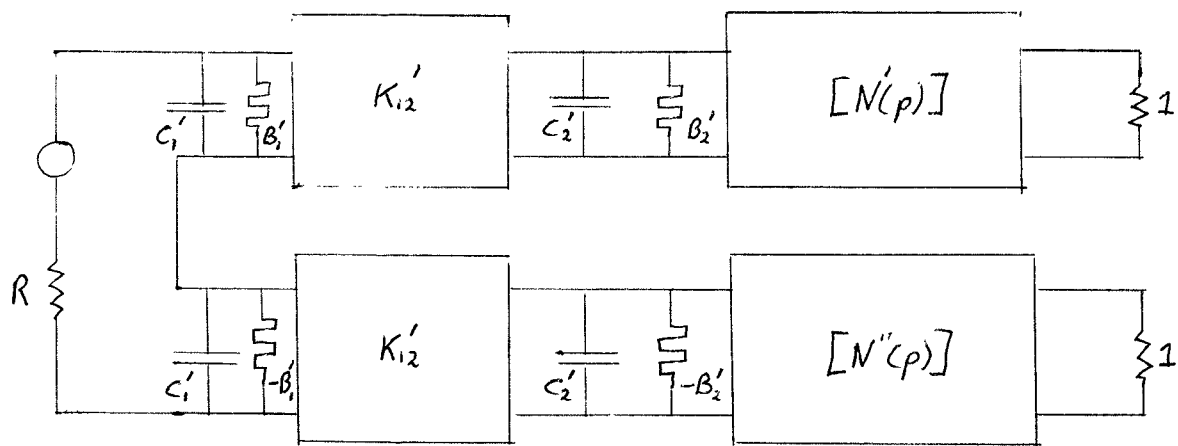 C₁'
B₁'
K₁₂'
C₂'
B₂'
[N'(p)]
1
R
C₁'
-B₁'
K₁₂'
C₂'
-B₂'
[N"(p)]
1